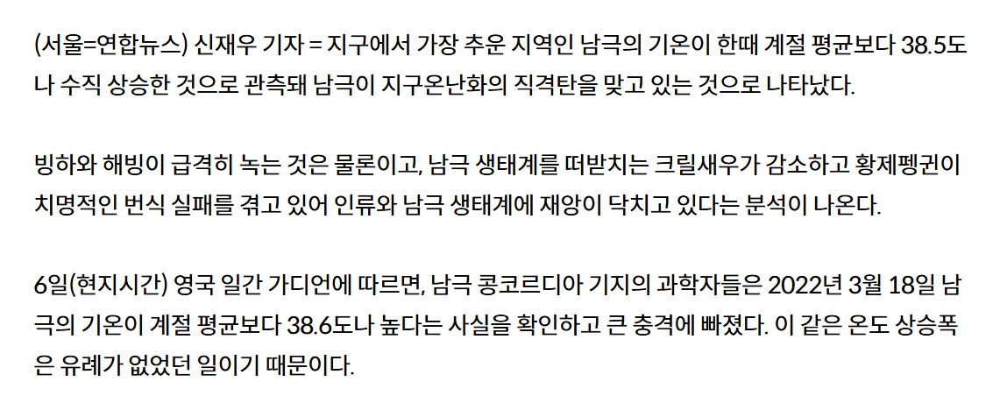 (서울=연합뉴스) 신재우 기자 = 지구에서 가장 추운 지역인 남극의 기온이 한때 계절 평균보다 38.5도
나 수직 상승한 것으로 관측돼 남극이 지구온난화의 직격탄을 맞고 있는 것으로 나타났다.
빙하와 해빙이 급격히 녹는 것은 물론이고, 남극 생태계를 떠받치는 크릴새우가 감소하고 황제펭귄이
치명적인 번식 실패를 겪고 있어 인류와 남극 생태계에 재앙이 닥치고 있다는 분석이 나온다.
6일(현지시간) 영국 일간 가디언에 따르면, 남극 콩코르디아 기지의 과학자들은 2022년 3월 18일 남
극의 기온이 계절 평균보다 38.6도나 높다는 사실을 확인하고 큰 충격에 빠졌다. 이 같은 온도 상승폭
은 유례가 없었던 일이기 때문이다.